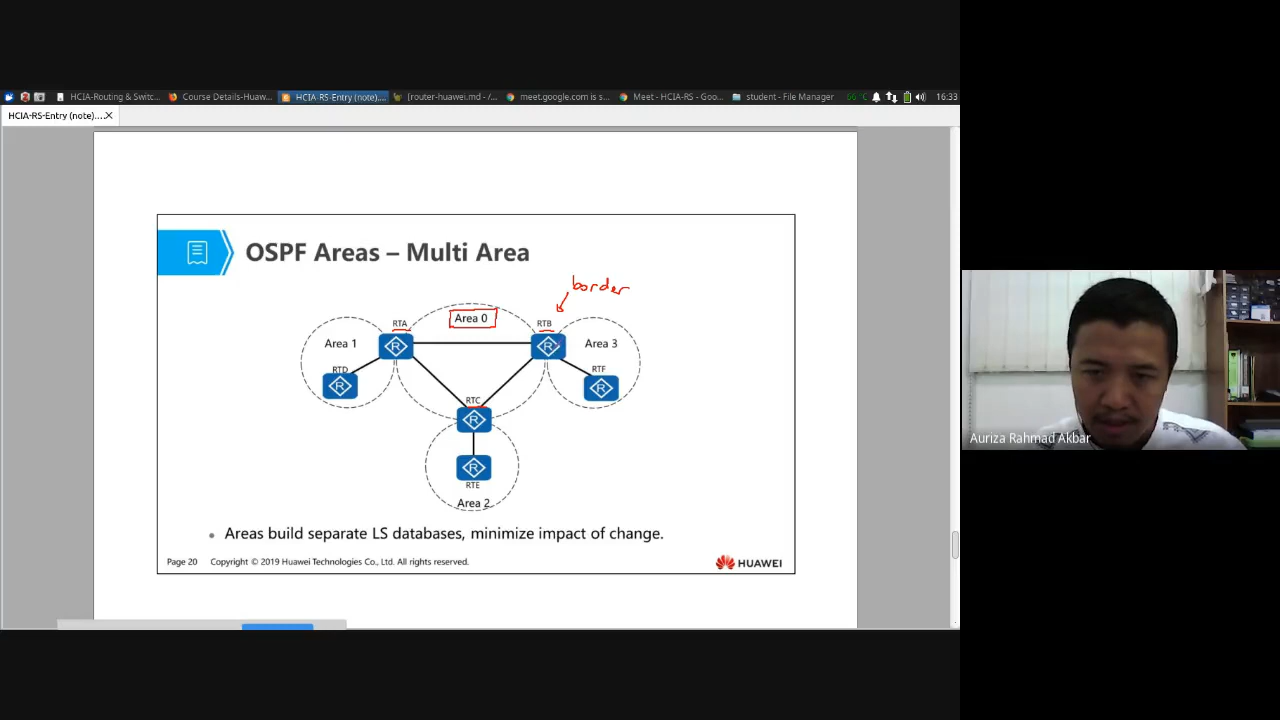 HCIA-Routing & Switc...
Course Details-Huaw...
HCIA-RS-Entry (note)....
(router-huawei.md - /...
meet.google.com is s...
Meet - HCIA-RS - Goo...
student - File Manager
66°C
16:33
HCIA-RS-Entry (note)....
OSPF Areas – Multi Area
border
Area 0
RTA
RTB
Area 1
Area 3
RTD
RTF
RTC
RTE
Area 2
• Areas build separate LS databases, minimize impact of change.
Page 20 Copyright © 2019 Huawei Technologies Co., Ltd. All rights reserved.
HUAWEI
Auriza Rahmad Akbar